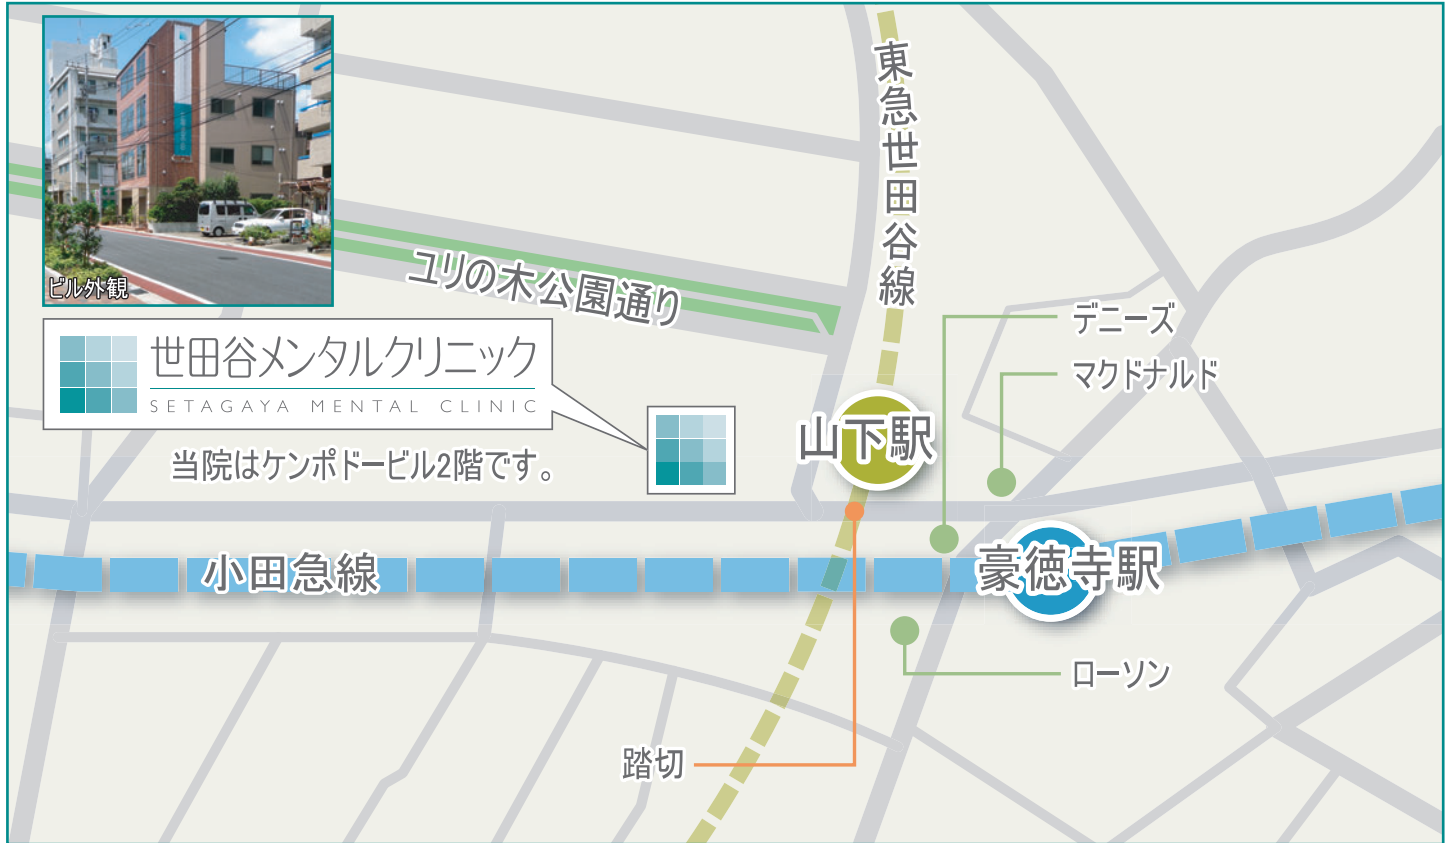 東急世田谷線
ビル外観
ユリの木公園通り
世田谷メンタルクリニック
SETAGAYA MENTAL CLINIC
当院はケンポドービル2階です。
デニーズ
マクドナルド
山下駅
小田急線
豪徳寺駅
ローソン
踏切